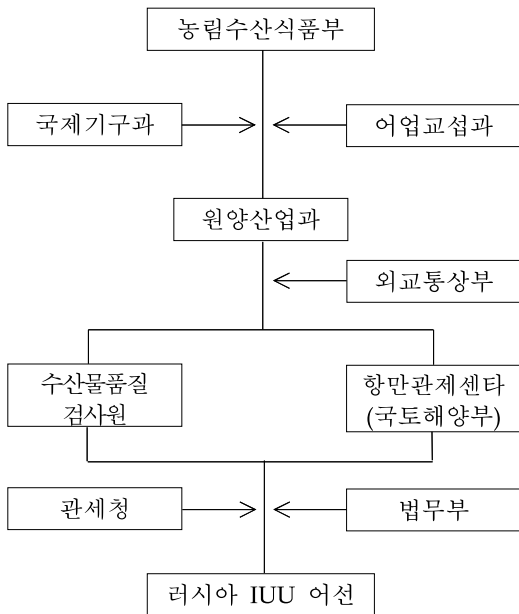 농림수산식품부
국제기구과
어업교섭과
원양산업과
외교통상부
수산물품질
검사원
항만관제센타
(국토해양부)
관세청
법무부
러시아 IUU 어선